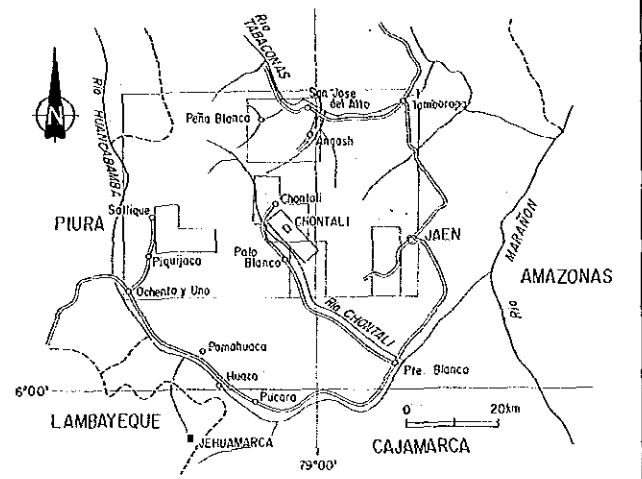 Rio
TABACONAS
Rio HUANCABAMBA
San Jose
del Alto
Tamborapa
Peña Blanca
Angash
N
Chontali
CHONTALI
Sallique
PIURA
JAEN
Piquijaca
Palo
Blanco
Rio MARAÑON
AMAZONAS
Ochenta y Uno
Rio CHONTALI
Pomahuaca
Pte. Blanco
Huaco
6°00'
Pucara
0 20km
LAMBAYEQUE
JEHUAMARCA
CAJAMARCA
79°00'